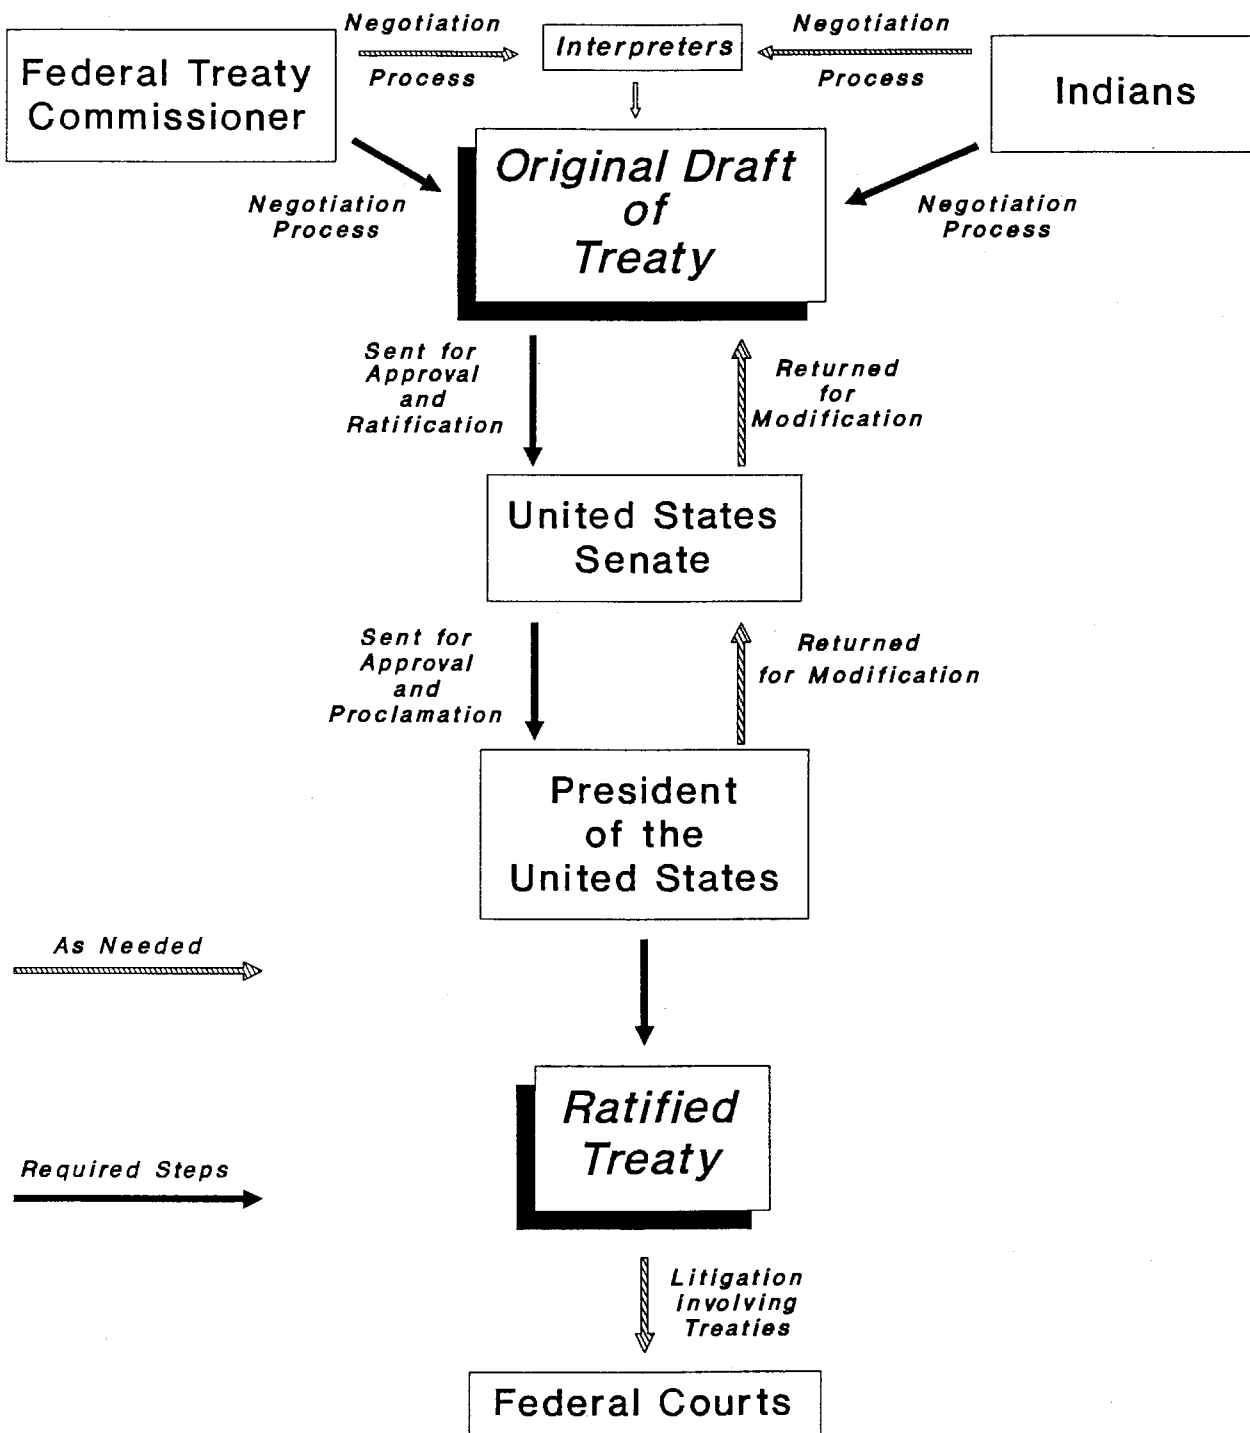 Negotiation
Process
Interpreters
Negotiation
Process
Federal Treaty
Commissioner
Indians
Original Draft
of
Treaty
Negotiation
Process
Negotiation
Process
Sent for
Approval
and
Ratification
Returned
for
Modification
United States
Senate
Sent for
Approval
and
Proclamation
Returned
for Modification
President
of the
United States
As Needed
Ratified
Treaty
Required Steps
Litigation
Involving
Treaties
Federal Courts